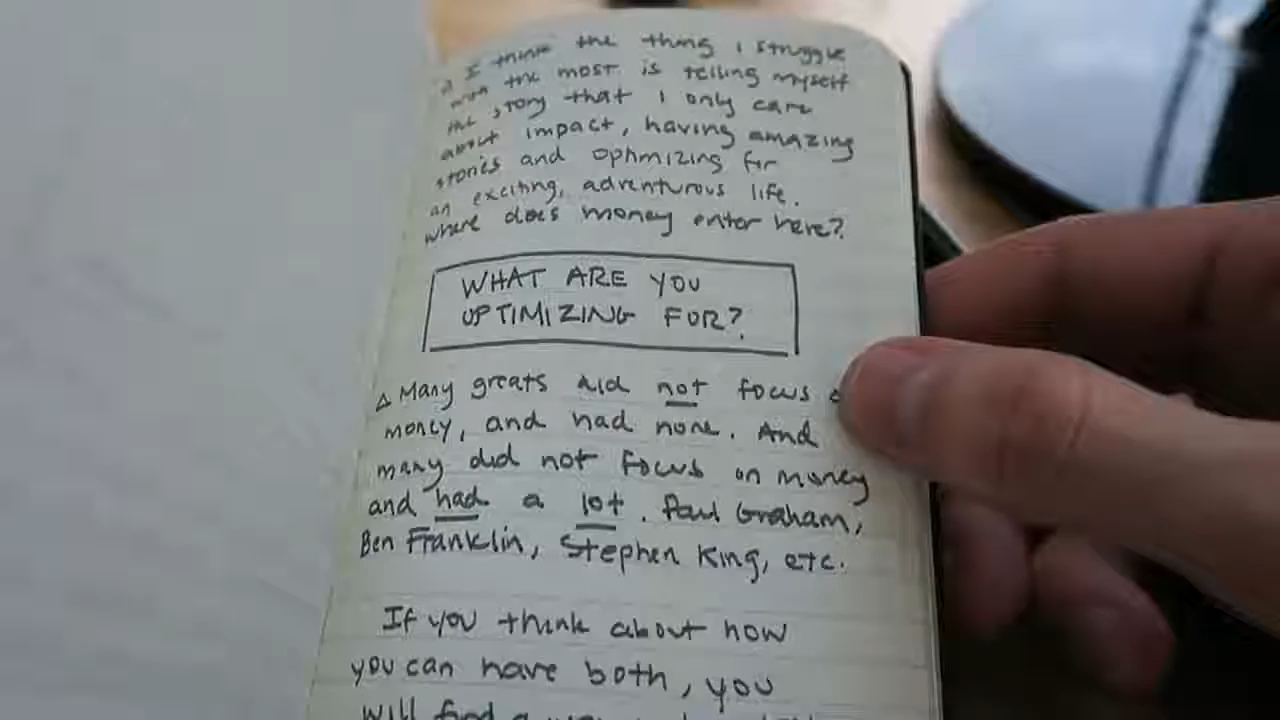 △ I think the thing I struggle
with the most is telling myself
the story that I only care
about impact, having amazing
stories and optimizing for
an exciting, adventurous life.
where does money enter here?
WHAT ARE YOU
OPTIMIZING FOR?
△ Many greats did not focus
money, and had none. And
many did not focus on money
and had a lot. Paul Graham,
Ben Franklin, Stephen King, etc.
If you think about how
you can have both, you
will find a way